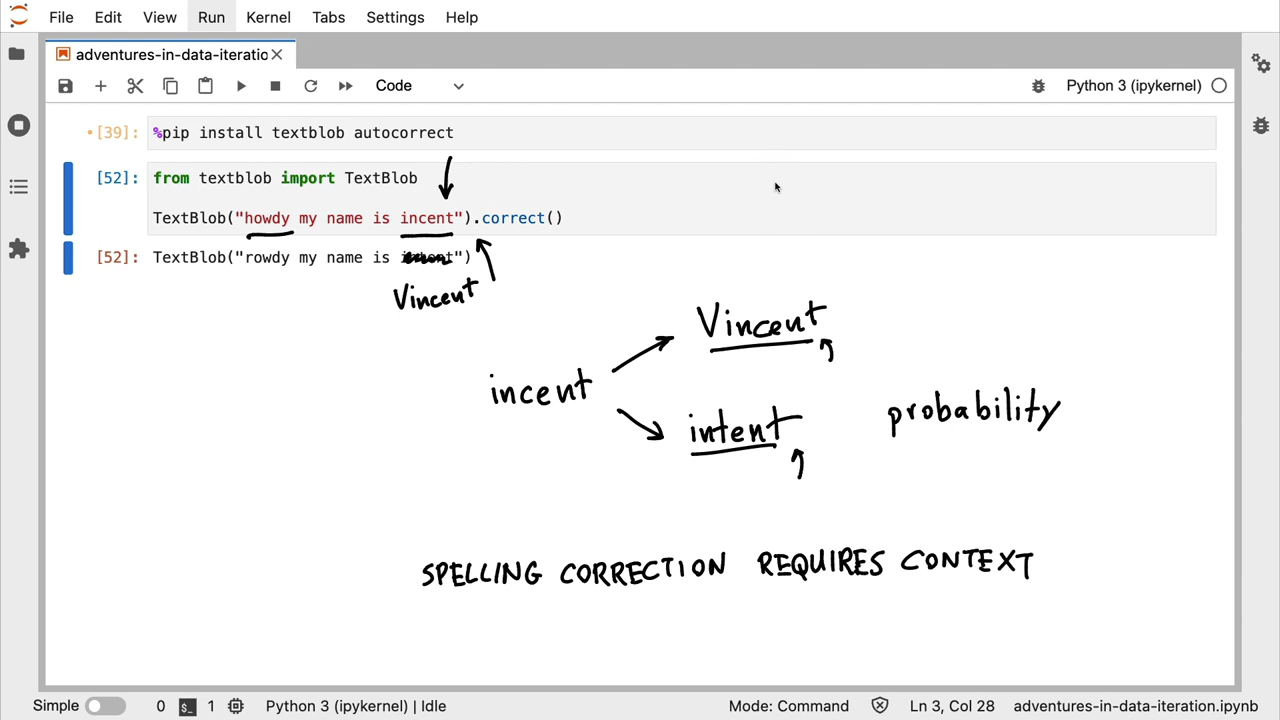 File Edit View Run Kernel Tabs Settings Help
adventures-in-data-iteratio
Code Python 3 (ipykernel)
[39]: %pip install textblob autocorrect
[52]: from textblob import TextBlob
TextBlob("howdy my name is incent").correct()
[52]: TextBlob("rowdy my name is ")
Vincent
Vincent
incent
intent
probability
SPELLING CORRECTION REQUIRES CONTEXT
Simple 0 $_ 1 Python 3 (ipykernel) | Idle Mode: Command Ln 3, Col 28 adventures-in-data-iteration.ipynb